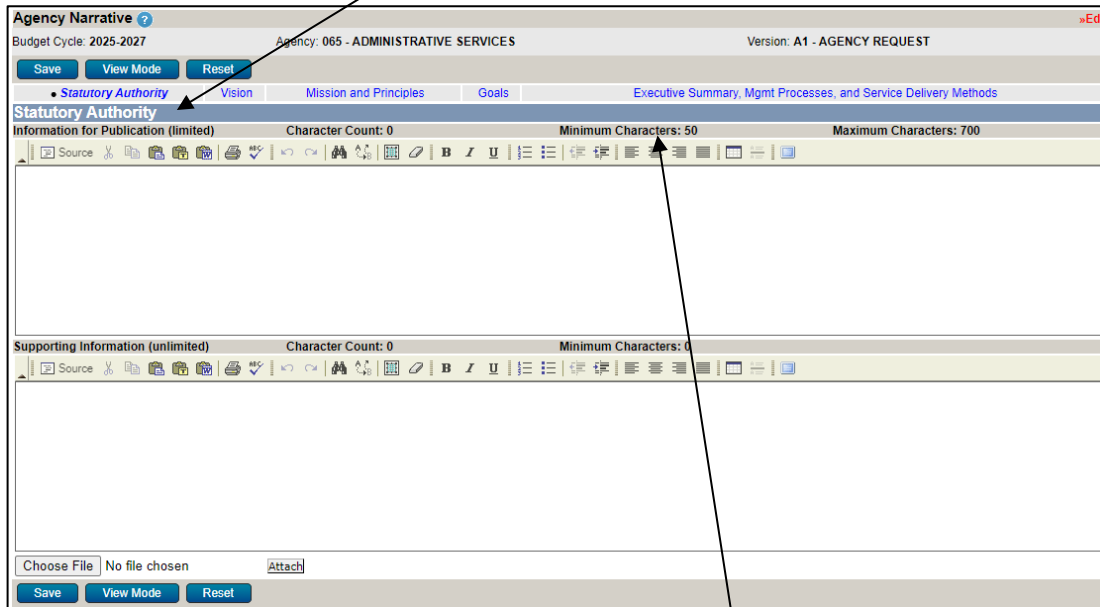 Agency Narrative ? »Ed
Budget Cycle: 2025-2027 Agency: 065 - ADMINISTRATIVE SERVICES Version: A1 - AGENCY REQUEST
Save View Mode Reset
• Statutory Authority Vision Mission and Principles Goals Executive Summary, Mgmt Processes, and Service Delivery Methods
Statutory Authority
Information for Publication (limited) Character Count: 0 Minimum Characters: 50 Maximum Characters: 700
Source ABC B I U
Supporting Information (unlimited) Character Count: 0 Minimum Characters: 0
Source ABC B I U
Choose File No file chosen Attach
Save View Mode Reset